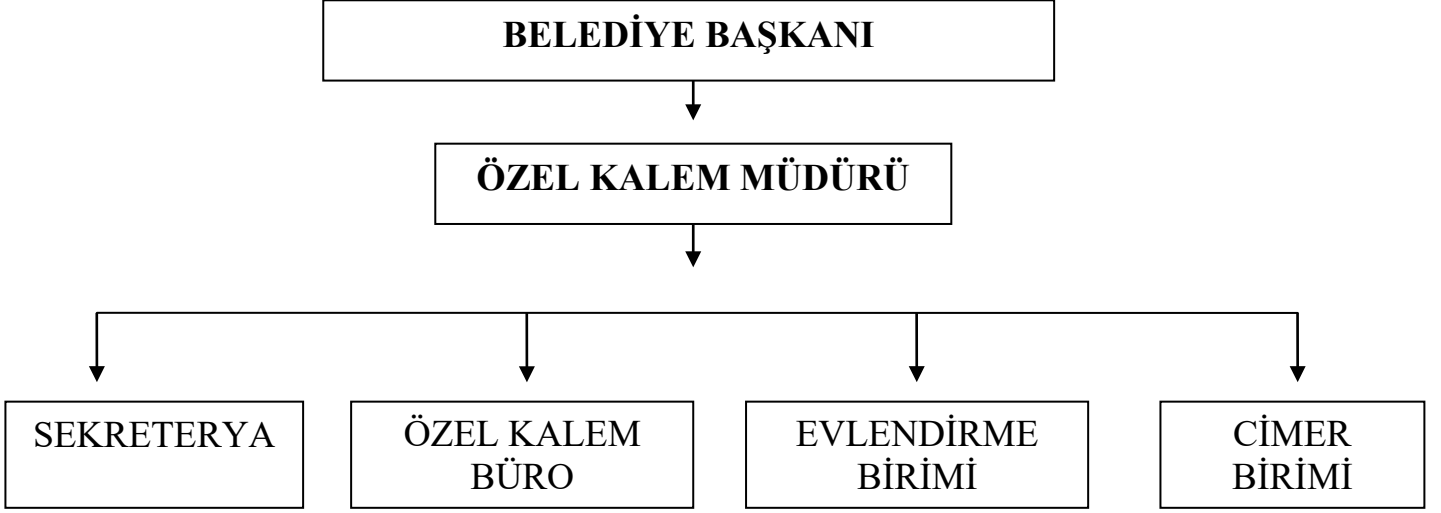 BELEDİYE BAŞKANI
ÖZEL KALEM MÜDÜRÜ
SEKRETERYA
ÖZEL KALEM
BÜRO
EVLENDİRME
BİRİMİ
CİMER
BİRİMİ